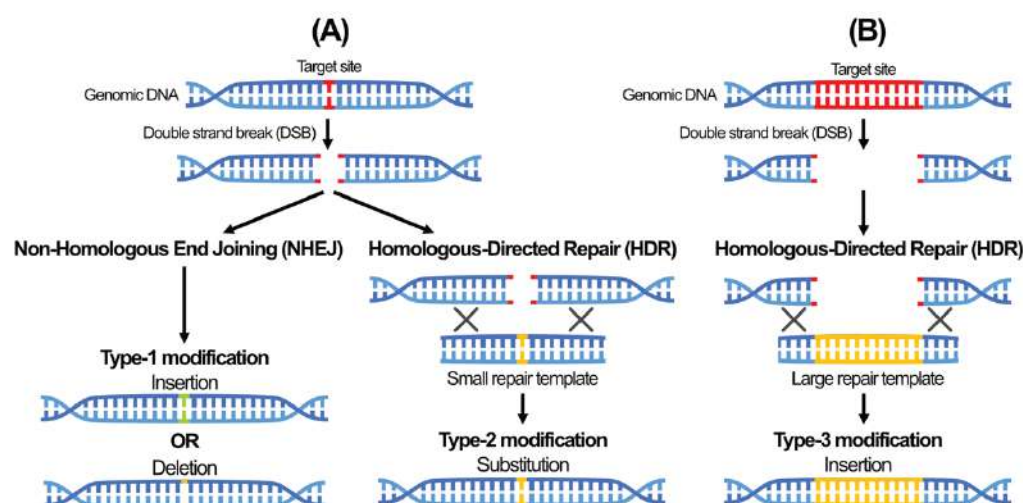 (A)
Target site
Genomic DNA
Double strand break (DSB)
Non-Homologous End Joining (NHEJ)
Type-1 modification
Insertion
OR
Deletion
Homologous-Directed Repair (HDR)
Small repair template
Type-2 modification
Substitution
(B)
Target site
Genomic DNA
Double strand break (DSB)
Homologous-Directed Repair (HDR)
Large repair template
Type-3 modification
Insertion